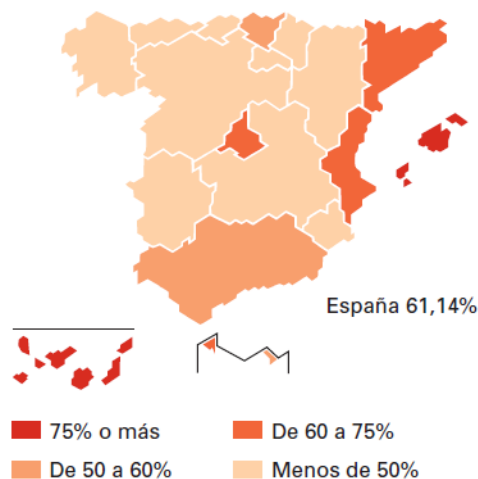 España 61,14%
75% o más
De 60 a 75%
De 50 a 60%
Menos de 50%